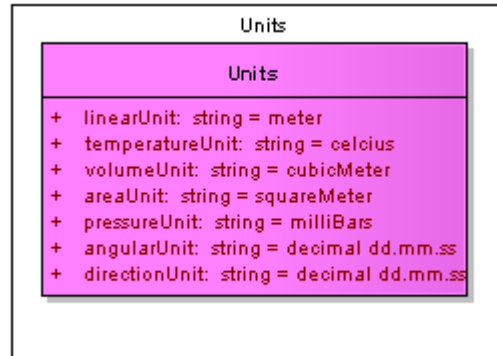 Units
Units
+ linearUnit: string = meter
+ temperatureUnit: string = celcius
+ volumeUnit: string = cubicMeter
+ areaUnit: string = squareMeter
+ pressureUnit: string = milliBars
+ angularUnit: string = decimal dd.mm.ss
+ directionUnit: string = decimal dd.mm.ss